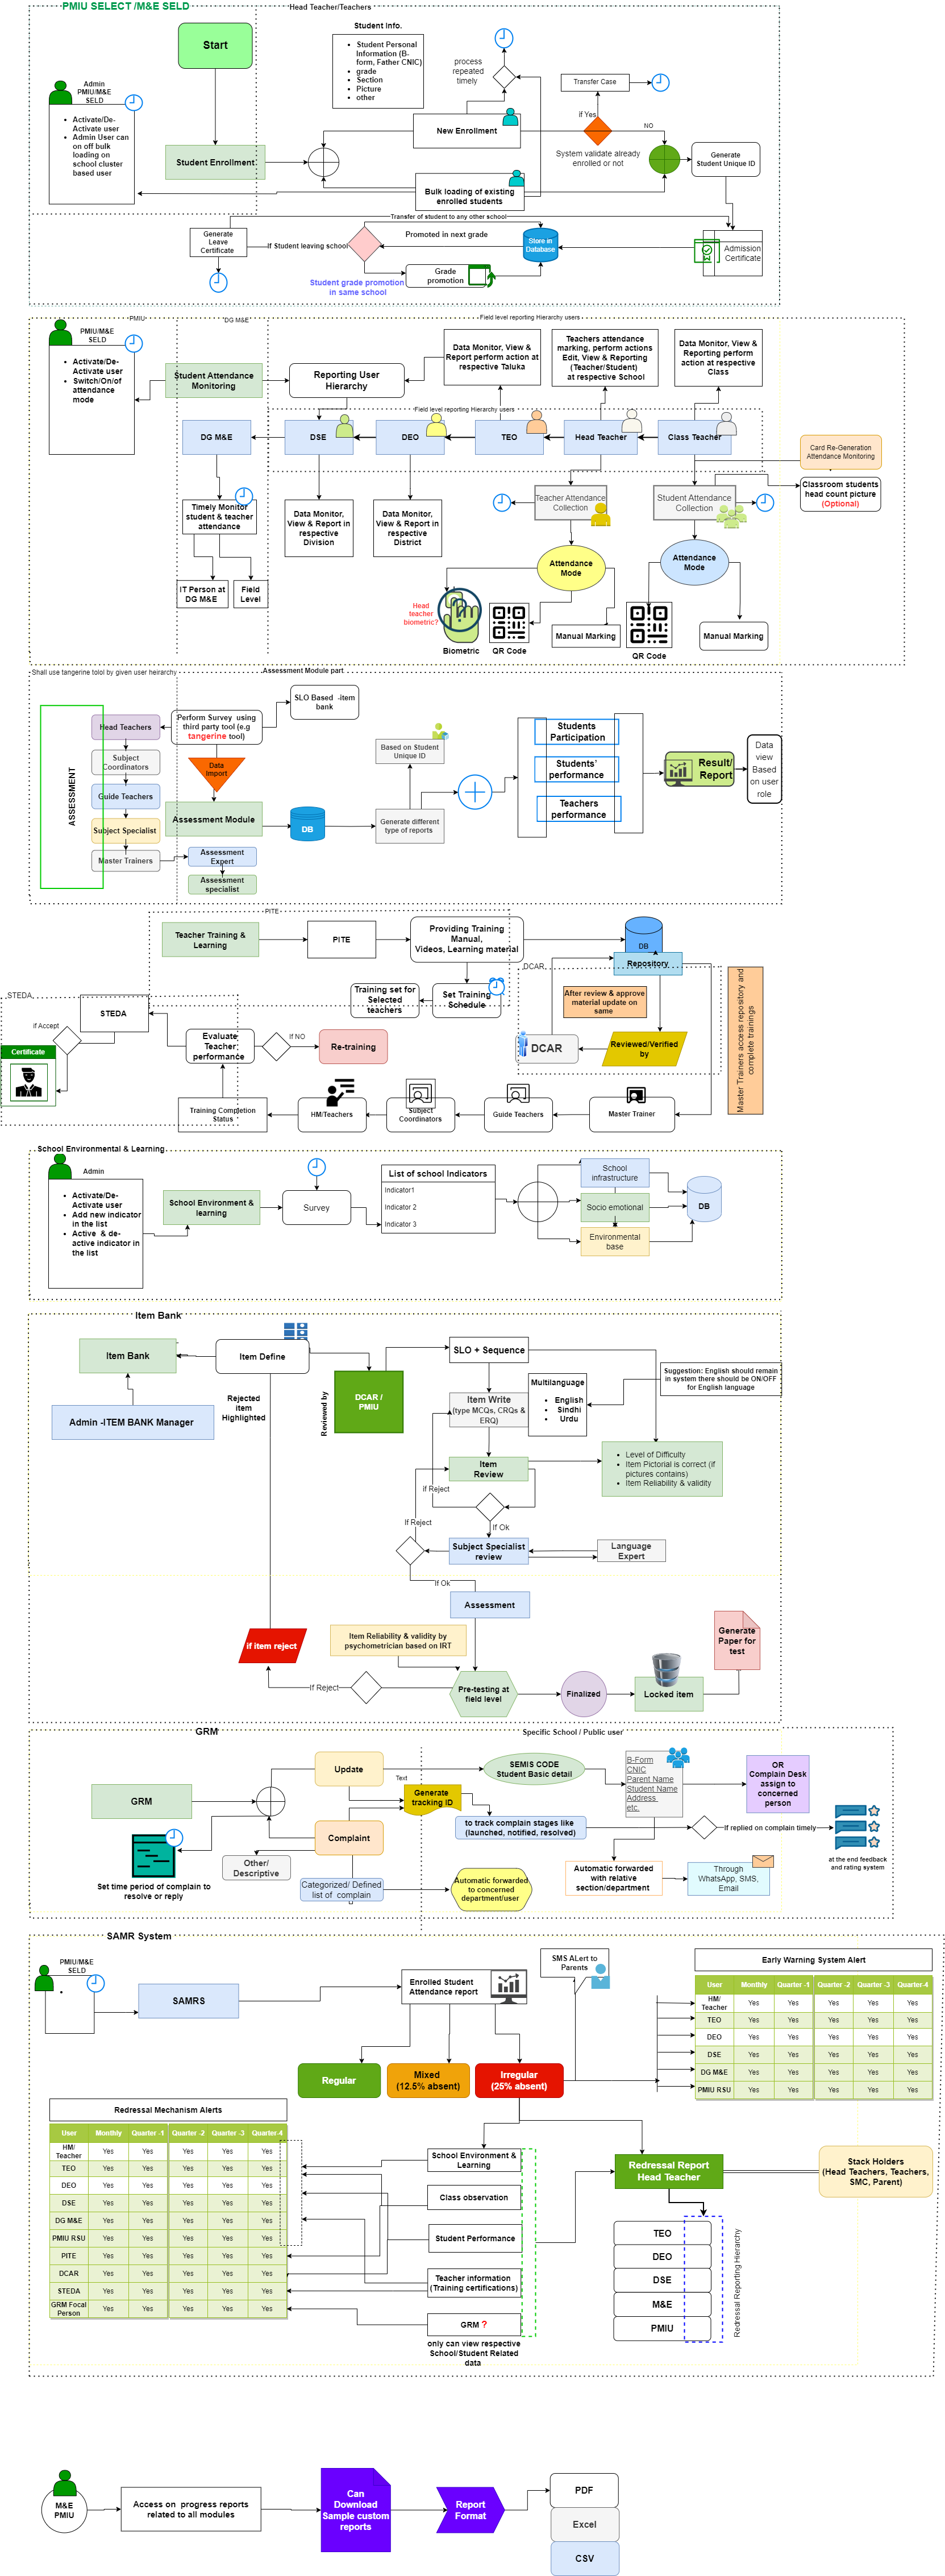 PMIU SELECT /M&E SELD
Head Teacher/Teachers
Start
Student Info.
Student Personal
Information (B-
form, Father CNIC)
grade
Section
Picture
other
process
repeated
timely
Transfer Case
Admin
PMIU/M&E
SELD
Activate/De-
Activate user
Admin User can
on off bulk
loading on
school cluster
based user
New Enrollment
if Yes
NO
System validate already
enrolled or not
Generate
Student Unique ID
Student Enrollment
Bulk loading of existing
enrolled students
Transfer of student to any other school
Generate
Leave
Certificate
If Student leaving school
Promoted in next grade
Store in
Database
Admission
Certificate
Grade
promotion
Student grade promotion
in same school
PMIU
DG M&E
Field level reporting Hierarchy users
PMIU/M&E
SELD
Activate/De-
Activate user
Switch/On/of
attendance
mode
Student Attendance
Monitoring
Reporting User
Hierarchy
Data Monitor, View &
Report perform action at
respective Taluka
Teachers attendance
marking, perform actions
Edit, View & Reporting
(Teacher/Student)
at respective School
Data Monitor, View &
Reporting perform
action at respective
Class
Field level reporting Hierarchy users
DG M&E
DSE
DEO
TEO
Head Teacher
Class Teacher
Card Re-Generation
Attendance Monitoring
Classroom students
head count picture
(Optional)
Timely Monitor
student & teacher
attendance
Data Monitor,
View & Report in
respective
Division
Data Monitor,
View & Report in
respective
District
Teacher Attendance
Collection
Student Attendance
Collection
IT Person at
DG M&E
Field
Level
Attendance
Mode
Attendance
Mode
Head
teacher
biometric?
Biometric
QR Code
Manual Marking
QR Code
Manual Marking
Shall use tangerine tolol by given user heirarchy
Assessment Module part
ASSESSMENT
Head Teachers
Subject
Coordinators
Guide Teachers
Subject Specialist
Master Trainers
Perform Survey using
third party tool (e.g
tangerine tool)
SLO Based -item
bank
Data
Import
Assessment Module
Assessment
Expert
Assessment
specialist
DB
Based on Student
Unique ID
Generate different
type of reports
Students
Participation
Students'
performance
Teachers
performance
Result/
Report
Data
view
Based
on user
role
PITE
Teacher Training &
Learning
PITE
Providing Training
Manual,
Videos, Learning material
DB
Repository
DCAR
Training set for
Selected
teachers
Set Training
Schedule
After review & approve
material update on
same
DCAR
Reviewed/Verified
by
Master Trainers access repository and
complete trainings
STEDA
STEDA
if Accept
Certificate
Evaluate
Teacher
performance
If NO
Re-training
Training Completion
Status
HM/Teachers
Subject
Coordinators
Guide Teachers
Master Trainer
School Environmental & Learning
Admin
Activate/De-
Activate user
Add new indicator
in the list
Active & de-
active indicator in
the list
School Environment &
learning
Survey
List of school Indicators
Indicator1
Indicator 2
Indicator 3
School
infrastructure
Socio emotional
Environmental
base
DB
Item Bank
Item Bank
Item Define
Admin -ITEM BANK Manager
Rejected
item
Highlighted
Reviewed by
DCAR /
PMIU
SLO + Sequence
Item Write
(type MCQs, CRQs &
ERQ)
Multilanguage
English
Sindhi
Urdu
Suggestion: English should remain
in system there should be ON/OFF
for English language
Item
Review
Level of Difficulty
Item Pictorial is correct (if
pictures contains)
Item Reliability & validity
if Reject
If Ok
If Reject
Subject Specialist
review
Language
Expert
If Ok
Assessment
if item reject
Item Reliability & validity by
psychometrician based on IRT
If Reject
Pre-testing at
field level
Finalized
Locked item
Generate
Paper for
test
GRM
Specific School / Public user
GRM
Update
Complaint
Text
Generate
tracking ID
SEMIS CODE
Student Basic detail
B-Form
CNIC
Parent Name
Student Name
Address
etc.
OR
Complain Desk
assign to
concerned
person
to track complain stages like
(launched, notified, resolved)
If replied on complain timely
at the end feedback
and rating system
Set time period of complain to
resolve or reply
Other/
Descriptive
Categorized/ Defined
list of complain
Automatic forwarded
to concerned
department/user
Automatic forwarded
with relative
section/department
Through
WhatsApp, SMS,
Email
SAMR System
PMIU/M&E
SELD
SAMRS
Enrolled Student
Attendance report
SMS ALert to
Parents
Early Warning System Alert
User Monthly Quarter -1 Quarter -2 Quarter -3 Quarter-4
HM/
Teacher Yes Yes Yes Yes Yes
TEO Yes Yes Yes Yes Yes
DEO Yes Yes Yes Yes Yes
DSE Yes Yes Yes Yes Yes
DG M&E Yes Yes Yes Yes Yes
PMIU RSU Yes Yes Yes Yes Yes
Regular
Mixed
(12.5% absent)
Irregular
(25% absent)
Redressal Mechanism Alerts
User Monthly Quarter -1 Quarter -2 Quarter -3 Quarter-4
HM/
Teacher Yes Yes Yes Yes Yes
TEO Yes Yes Yes Yes Yes
DEO Yes Yes Yes Yes Yes
DSE Yes Yes Yes Yes Yes
DG M&E Yes Yes Yes Yes Yes
PMIU RSU Yes Yes Yes Yes Yes
PITE Yes Yes Yes Yes Yes
DCAR Yes Yes Yes Yes Yes
STEDA Yes Yes Yes Yes Yes
GRM Focal
Person Yes Yes Yes Yes Yes
School Environment &
Learning
Class observation
Student Performance
Teacher information
(Training certifications)
GRM ?
only can view respective
School/Student Related
data
Redressal Report
Head Teacher
Stack Holders
(Head Teachers, Teachers,
SMC, Parent)
TEO
DEO
DSE
M&E
PMIU
Redressal Reporting Hierarchy
M&E
PMIU
Access on progress reports
related to all modules
Can
Download
Sample custom
reports
Report
Format
PDF
Excel
CSV